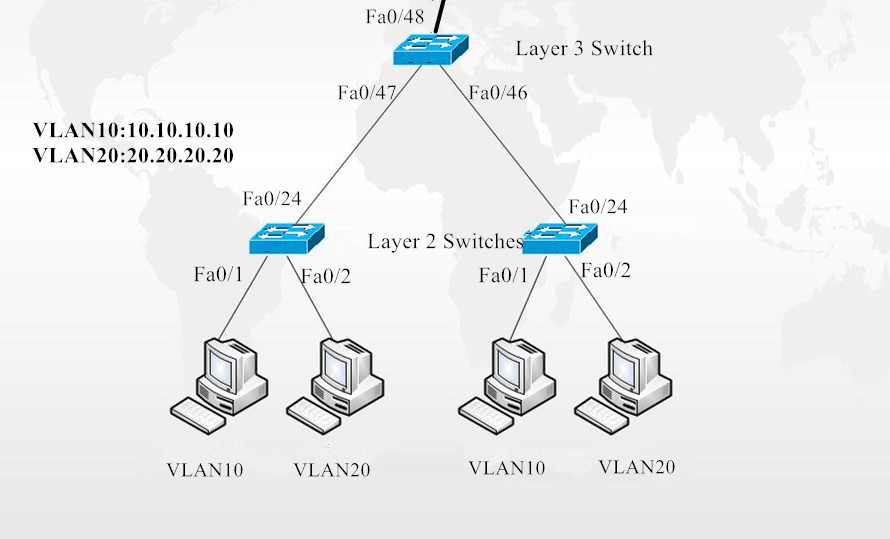 Fa0/48
Layer 3 Switch
Fa0/47
Fa0/46
VLAN10:10.10.10.10
VLAN20:20.20.20.20
Fa0/24
Fa0/24
Layer 2 Switches
Fa0/1
Fa0/2
Fa0/1
Fa0/2
VLAN10
VLAN20
VLAN10
VLAN20